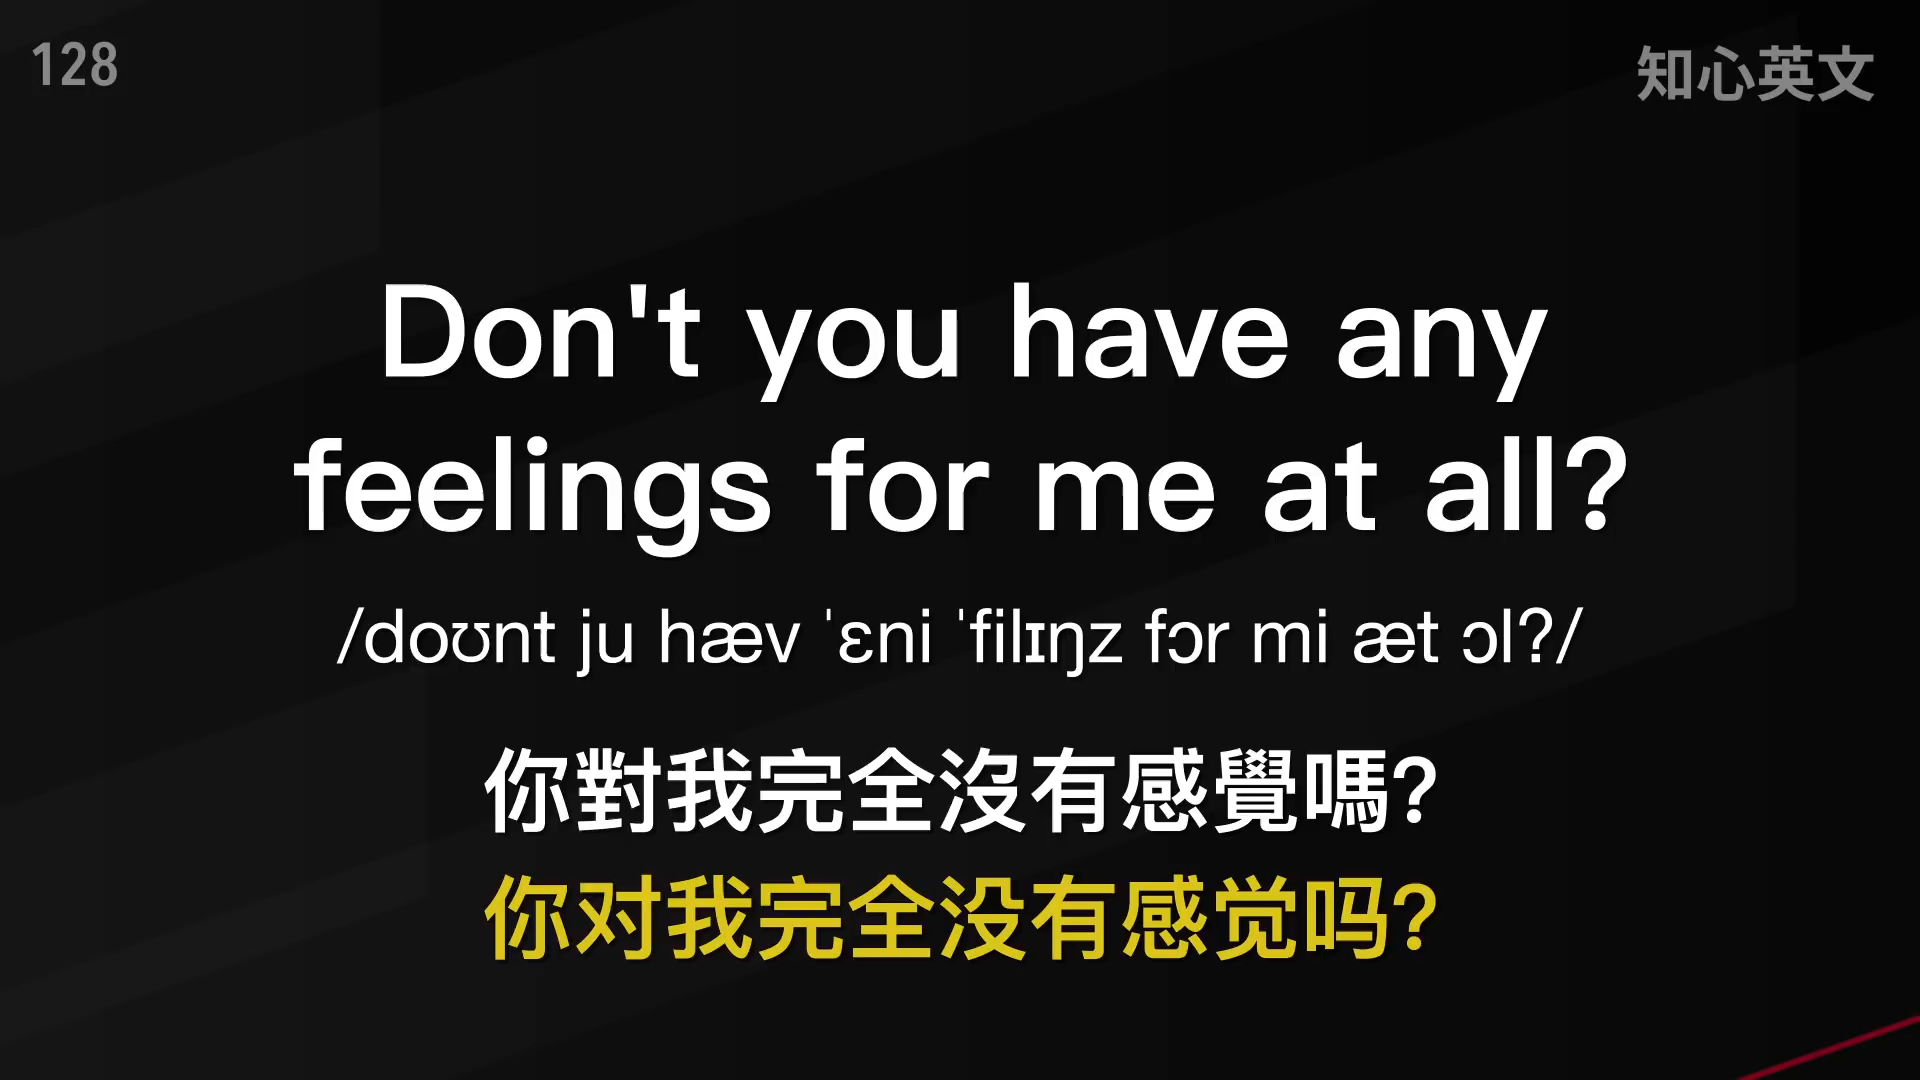 128
知心英文
Don't you have any
feelings for me at all?
/doʊnt ju hæv ˈɛni ˈfilɪŋz fɔr mi æt ɔl?/
你對我完全沒有感覺嗎?
你对我完全没有感觉吗?